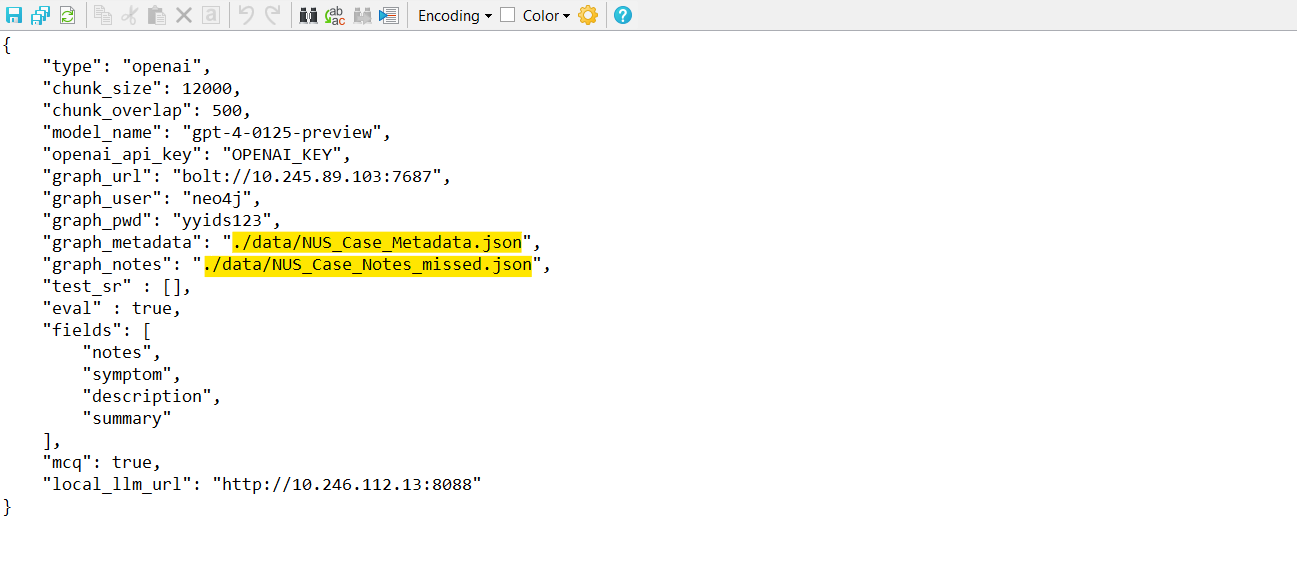 Encoding Color
{
    "type": "openai",
    "chunk_size": 12000,
    "chunk_overlap": 500,
    "model_name": "gpt-4-0125-preview",
    "openai_api_key": "OPENAI_KEY",
    "graph_url": "bolt://10.245.89.103:7687",
    "graph_user": "neo4j",
    "graph_pwd": "yyids123",
    "graph_metadata": "./data/NUS_Case_Metadata.json",
    "graph_notes": "./data/NUS_Case_Notes_missed.json",
    "test_sr" : [],
    "eval" : true,
    "fields": [
        "notes",
        "symptom",
        "description",
        "summary"
    ],
    "mcq": true,
    "local_llm_url": "http://10.246.112.13:8088"
}